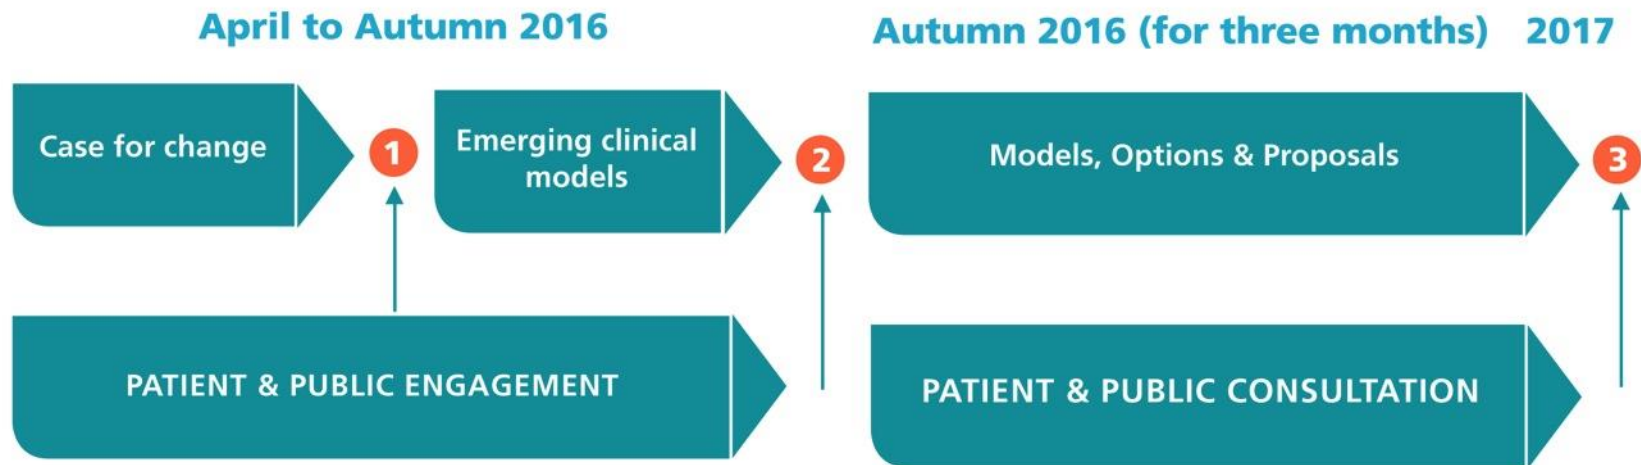 April to Autumn 2016
Autumn 2016 (for three months) 2017
Case for change
1
Emerging clinical
models
2
Models, Options & Proposals
3
PATIENT & PUBLIC ENGAGEMENT
PATIENT & PUBLIC CONSULTATION